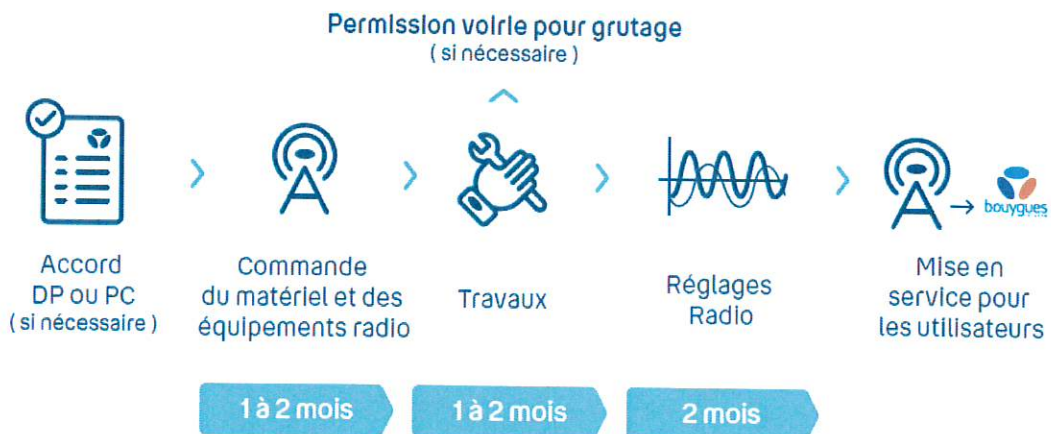 Permission voirie pour grutage
( si nécessaire )
Accord
DP ou PC
( si nécessaire )
Commande
du matériel et des
équipements radio
Travaux
Réglages
Radio
bouygues
Mise en
service pour
les utilisateurs
1 à 2 mois
1 à 2 mois
2 mois